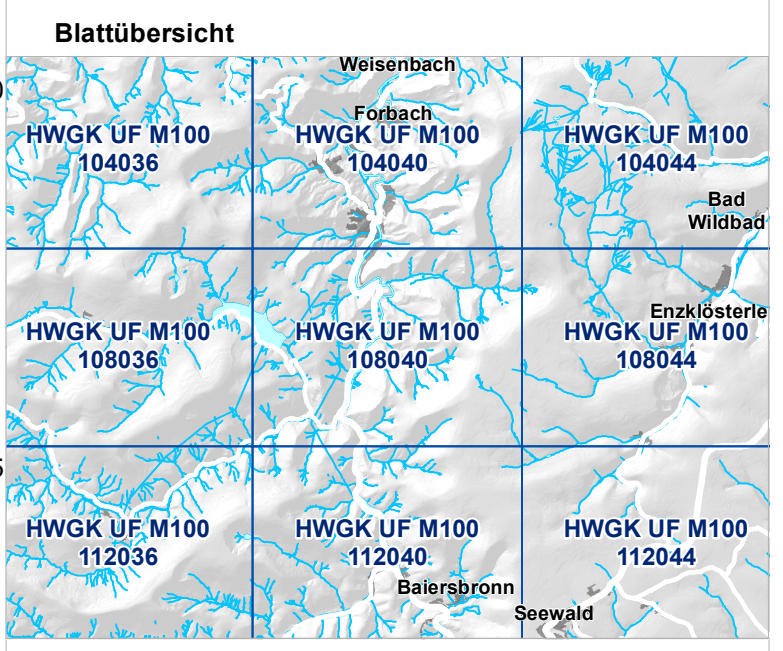 Blattübersicht
Weisenbach
Forbach
HWGK UF M100
104036
HWGK UF M100
104040
HWGK UF M100
104044
Bad
Wildbad
Enzklösterle
HWGK UF M100
108036
HWGK UF M100
108040
HWGK UF M100
108044
HWGK UF M100
112036
HWGK UF M100
112040
HWGK UF M100
112044
Baiersbronn
Seewald